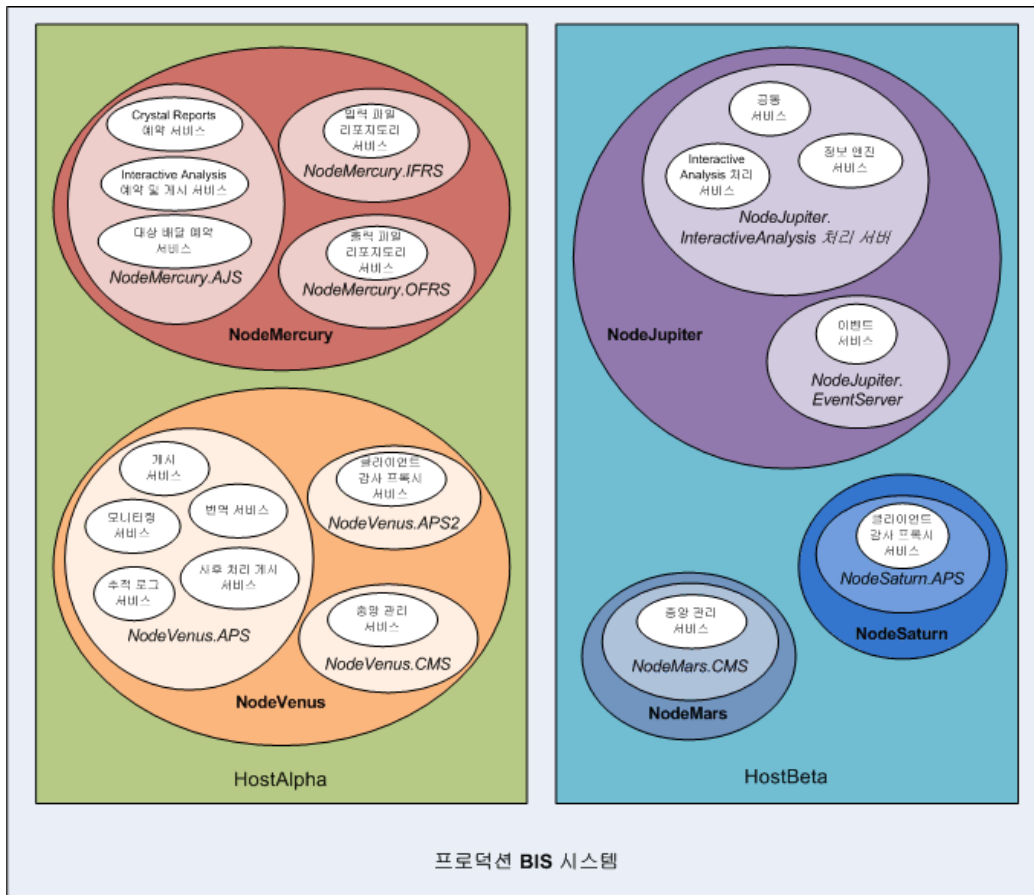 Crystal Reports
예약 서비스
Interactive Analysis
예약 및 게시 서비스
대상 배달 예약
서비스
NodeMercury.AJS
입력 파일
리포지토리
서비스
NodeMercury.IFRS
출력 파일
리포지토리
서비스
NodeMercury.OFRS
NodeMercury
게시
서비스
모니터링
서비스
번역 서비스
추적 로그
서비스
사후 처리 게시
서비스
NodeVenus.APS
클라이언트
감사 프록시
서비스
NodeVenus.APS2
중앙 관리
서비스
NodeVenus.CMS
NodeVenus
HostAlpha
공통
서비스
Interactive
Analysis 처리
서비스
정보 엔진
서비스
NodeJupiter.
InteractiveAnalysis 처리 서버
NodeJupiter
이벤트
서비스
NodeJupiter.
EventServer
클라이언트
감사 프록시
서비스
NodeSaturn.APS
NodeSaturn
중앙 관리
서비스
NodeMars.CMS
NodeMars
HostBeta
프로덕션 BIS 시스템